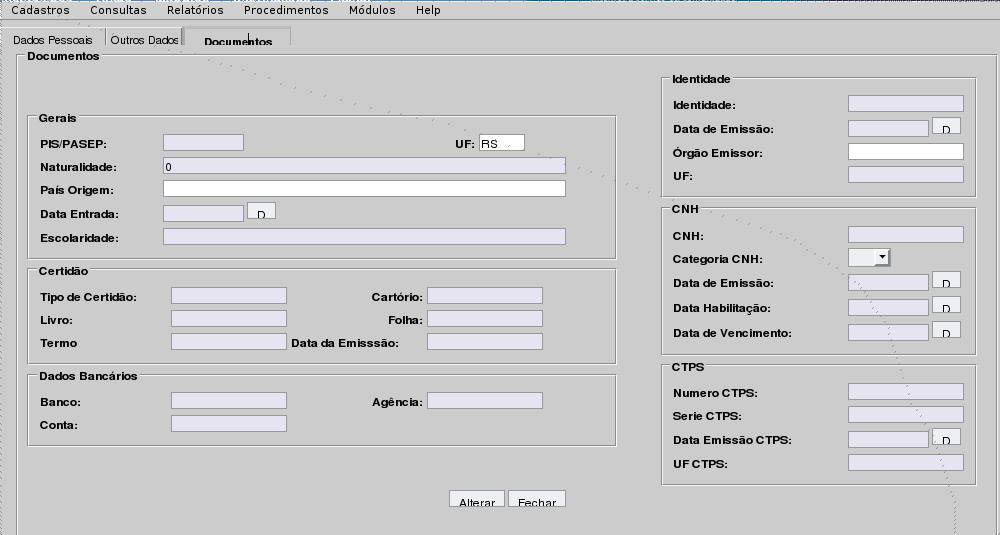 Cadastros Consultas Relatórios Procedimentos Módulos Help
Dados Pessoais Outros Dados Documentos
Documentos
Gerais
PIS/PASEP: UF: RS
Naturalidade: 0
País Origem:
Data Entrada: D
Escolaridade:
Certidão
Tipo de Certidão: Cartório:
Livro: Folha:
Termo Data da Emisssão:
Dados Bancários
Banco: Agência:
Conta:
Identidade
Identidade:
Data de Emissão: D
Órgão Emissor:
UF:
CNH
CNH:
Categoria CNH:
Data de Emissão: D
Data Habilitação: D
Data de Vencimento: D
CTPS
Numero CTPS:
Serie CTPS:
Data Emissão CTPS: D
UF CTPS:
Alterar Fechar